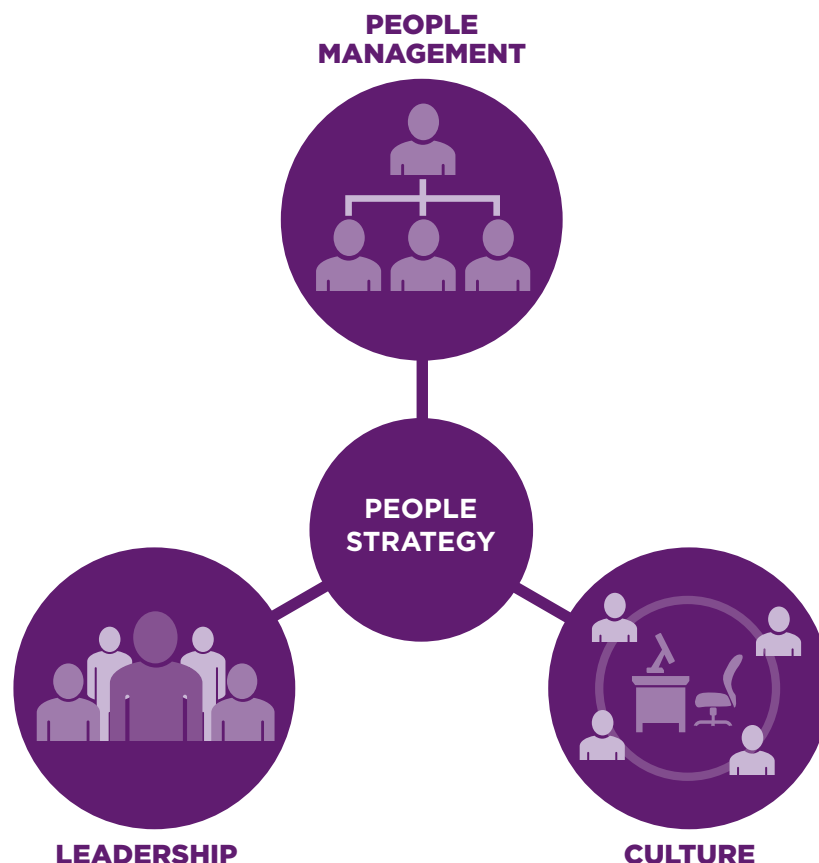 PEOPLE
MANAGEMENT
PEOPLE
STRATEGY
LEADERSHIP
CULTURE